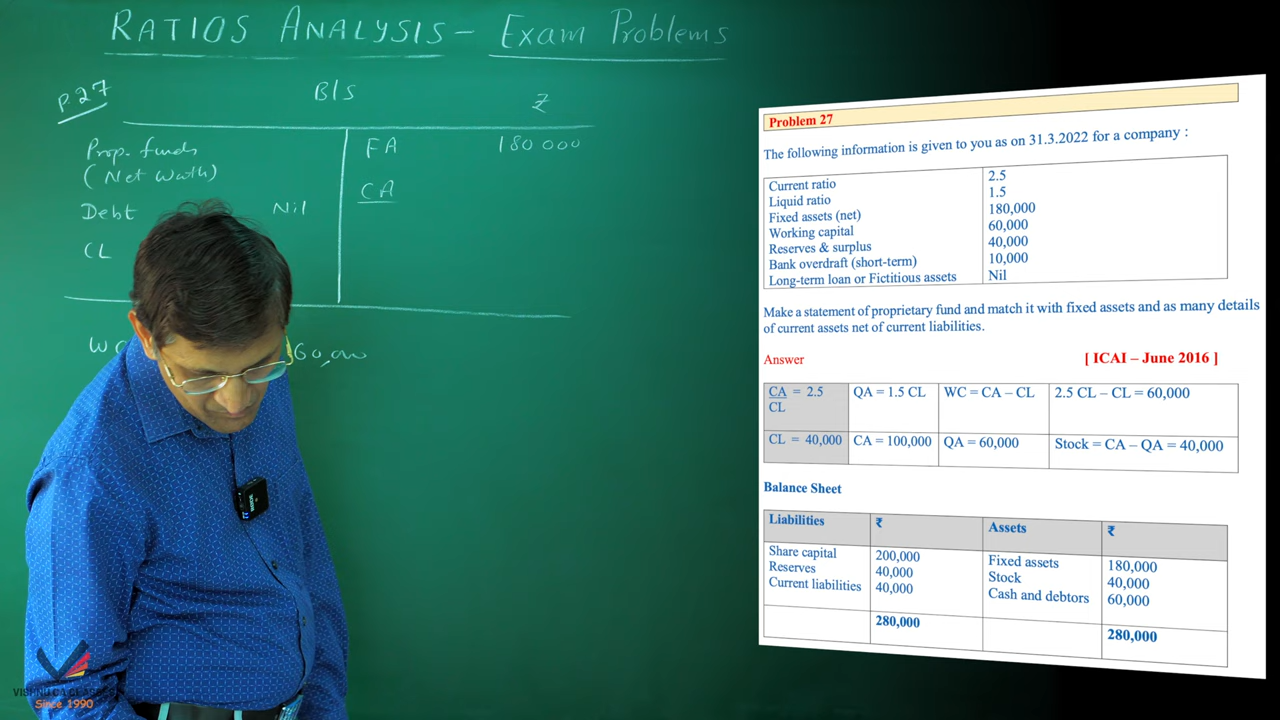 RATIOS ANALYSIS - Exam Problems
P.27
B/S
₹
Prop. funds
(Net Worth)
Debt Nil
CL
FA 180 000
CA
WC 60,000
VISHNU CA CLASSES
Since 1990
Problem 27
The following information is given to you as on 31.3.2022 for a company :
Current ratio 2.5
Liquid ratio 1.5
Fixed assets (net) 180,000
Working capital 60,000
Reserves & surplus 40,000
Bank overdraft (short-term) 10,000
Long-term loan or Fictitious assets Nil
Make a statement of proprietary fund and match it with fixed assets and as many details
of current assets net of current liabilities.
Answer [ ICAI – June 2016 ]
CA = 2.5 QA = 1.5 CL WC = CA – CL 2.5 CL – CL = 60,000
CL
CL = 40,000 CA = 100,000 QA = 60,000 Stock = CA – QA = 40,000
Balance Sheet
Liabilities ₹ Assets ₹
Share capital 200,000 Fixed assets 180,000
Reserves 40,000 Stock 40,000
Current liabilities 40,000 Cash and debtors 60,000
280,000 280,000